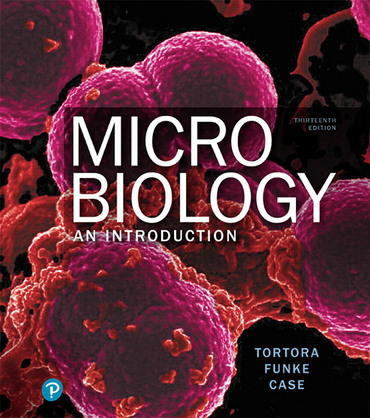 THIRTEENTH
EDITION
MICRO
BIOLOGY
AN INTRODUCTION
TORTORA
FUNKE
CASE
P